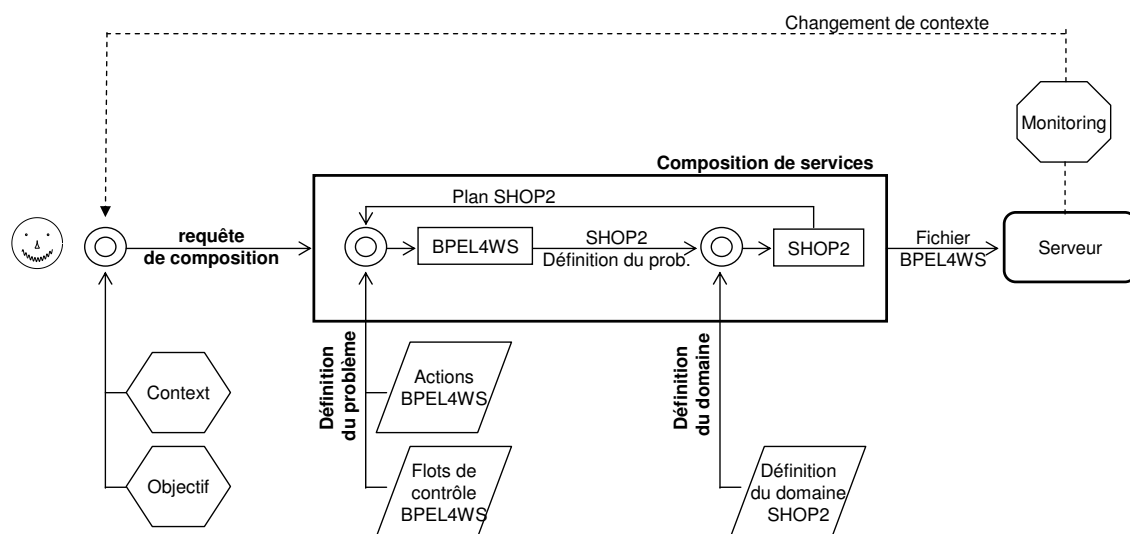 Changement de contexte
Monitoring
Composition de services
Plan SHOP2
requête
de composition
BPEL4WS
SHOP2
Définition du prob.
SHOP2
Fichier
BPEL4WS
Serveur
Définition
du problème
Définition
du domaine
Context
Objectif
Actions
BPEL4WS
Flots de
contrôle
BPEL4WS
Définition
du domaine
SHOP2